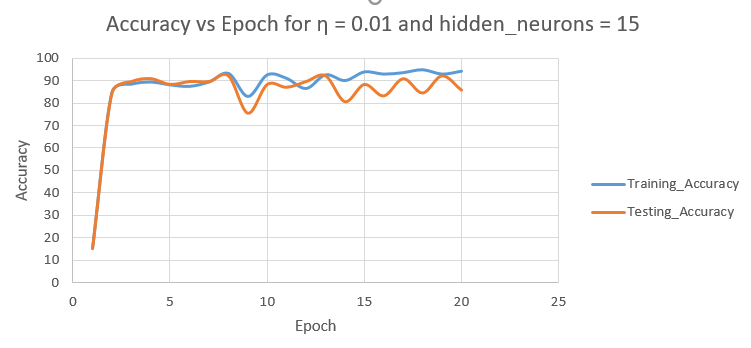 Accuracy vs Epoch for η = 0.01 and hidden_neurons = 15
100
90
80
70
60
50
40
30
20
10
0
Accuracy
0 5 10 15 20 25
Epoch
Training_Accuracy
Testing_Accuracy